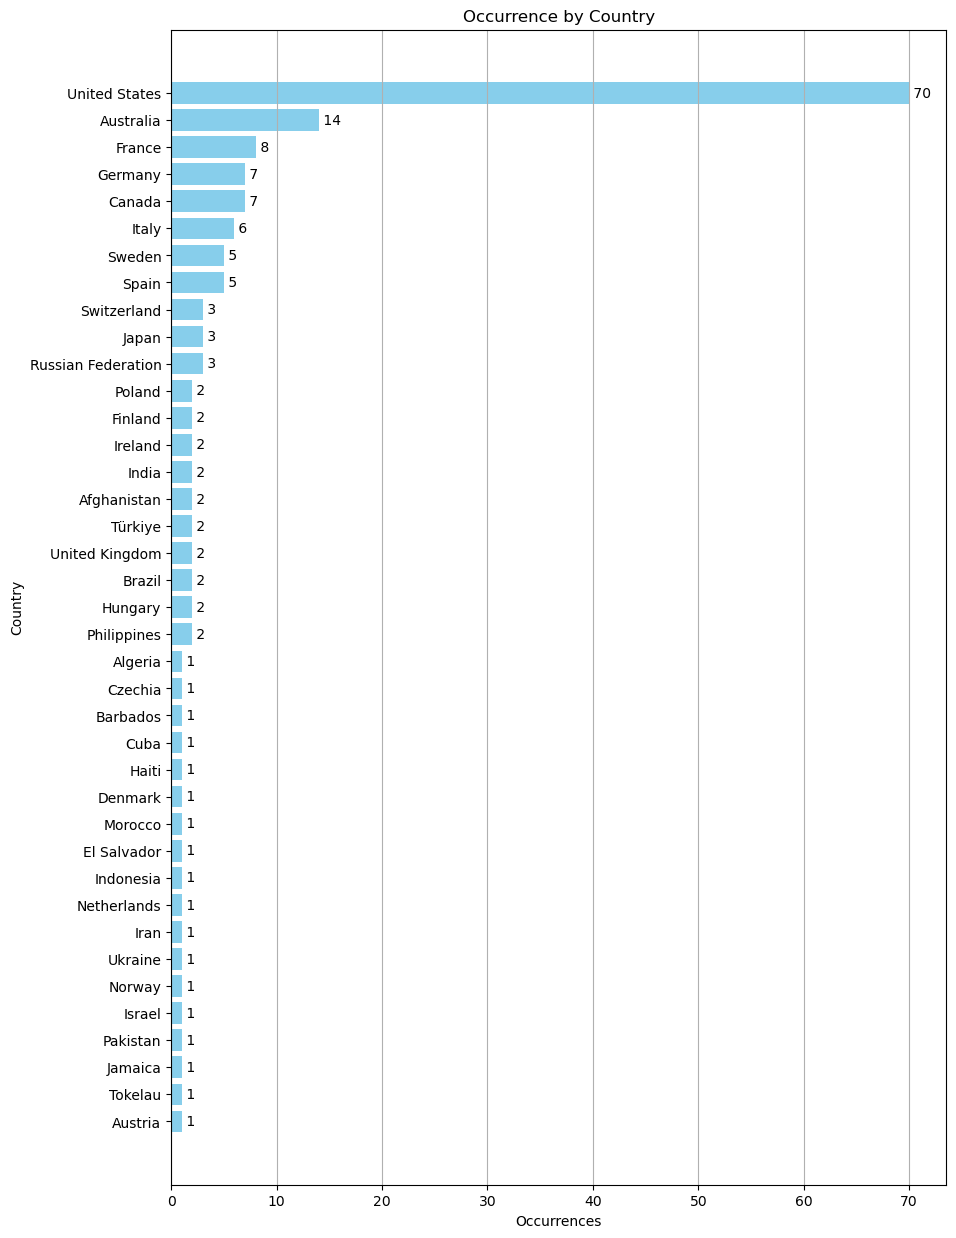 Occurrence by Country
United States 70
Australia 14
France 8
Germany 7
Canada 7
Italy 6
Sweden 5
Spain 5
Switzerland 3
Japan 3
Russian Federation 3
Poland 2
Finland 2
Ireland 2
India 2
Afghanistan 2
Türkiye 2
United Kingdom 2
Brazil 2
Hungary 2
Philippines 2
Algeria 1
Czechia 1
Barbados 1
Cuba 1
Haiti 1
Denmark 1
Morocco 1
El Salvador 1
Indonesia 1
Netherlands 1
Iran 1
Ukraine 1
Norway 1
Israel 1
Pakistan 1
Jamaica 1
Tokelau 1
Austria 1
Country
0 10 20 30 40 50 60 70
Occurrences